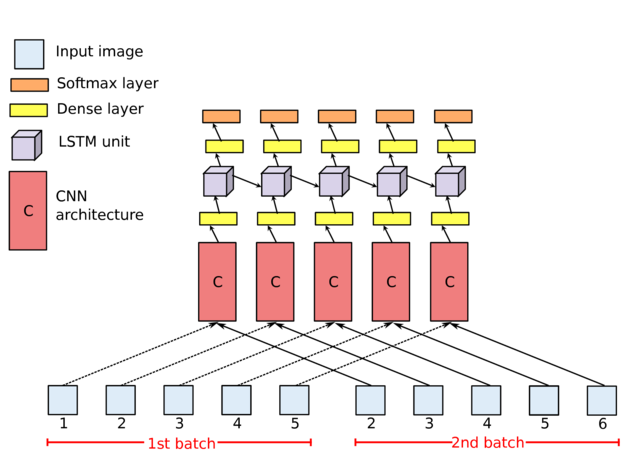 Input image
Softmax layer
Dense layer
LSTM unit
C
CNN
architecture
C C C C C
1 2 3 4 5 2 3 4 5 6
1st batch 2nd batch